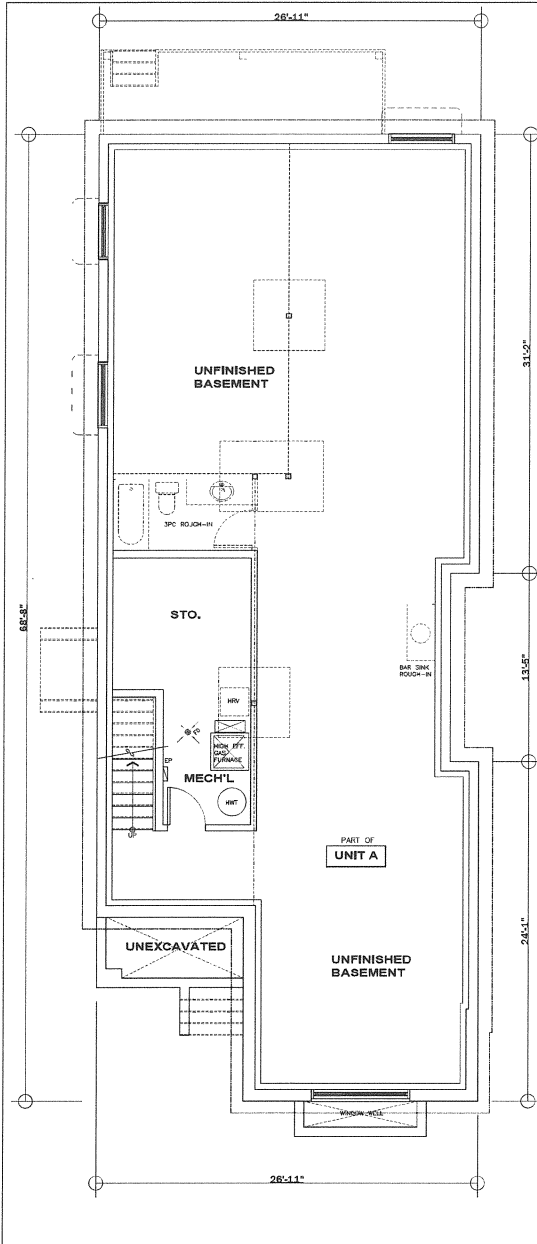 26'-11"
31'-2"
UNFINISHED
BASEMENT
3PC ROUGH-IN
STO.
68'-8"
BAR SINK
ROUGH-IN
13'-5"
HRV
FD
HIGH EFF.
GAS
FURNACE
EP
MECH'L
HWT
UP
PART OF
UNIT A
24'-1"
UNEXCAVATED
UNFINISHED
BASEMENT
WINDOW WELL
26'-11"